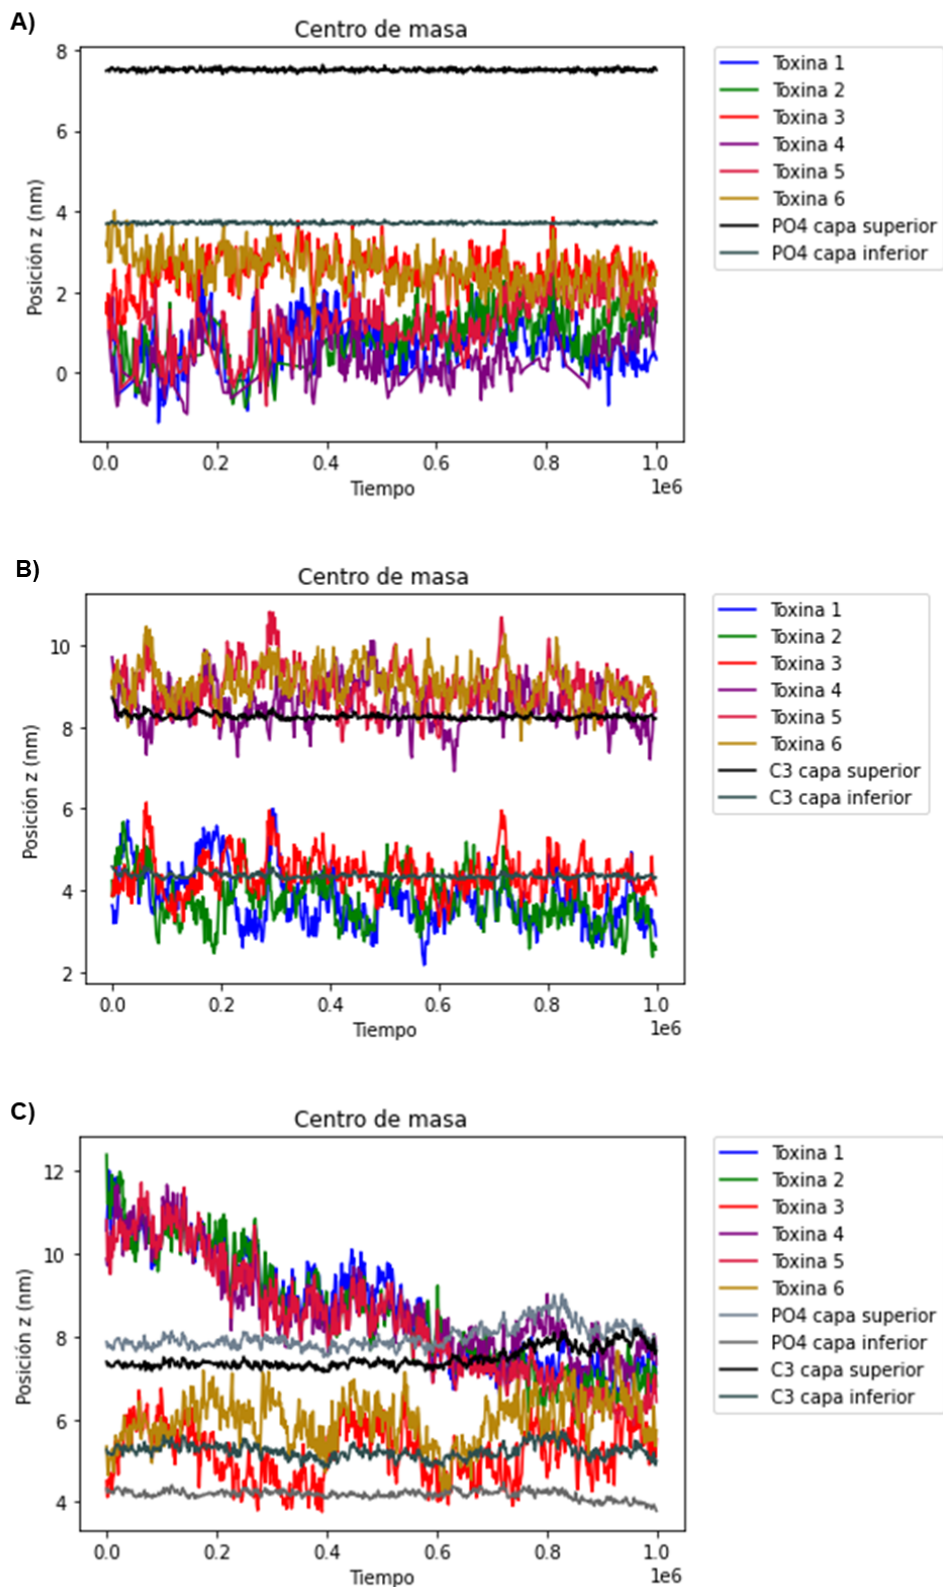 A)
Centro de masa
8
6
4
2
0
Posición z (nm)
0.0 0.2 0.4 0.6 0.8 1.0
1e6
Tiempo
Toxina 1
Toxina 2
Toxina 3
Toxina 4
Toxina 5
Toxina 6
PO4 capa superior
PO4 capa inferior
B)
Centro de masa
10
8
6
4
2
Posición z (nm)
0.0 0.2 0.4 0.6 0.8 1.0
1e6
Tiempo
Toxina 1
Toxina 2
Toxina 3
Toxina 4
Toxina 5
Toxina 6
C3 capa superior
C3 capa inferior
C)
Centro de masa
12
10
8
6
4
Posición z (nm)
0.0 0.2 0.4 0.6 0.8 1.0
1e6
Tiempo
Toxina 1
Toxina 2
Toxina 3
Toxina 4
Toxina 5
Toxina 6
PO4 capa superior
PO4 capa inferior
C3 capa superior
C3 capa inferior